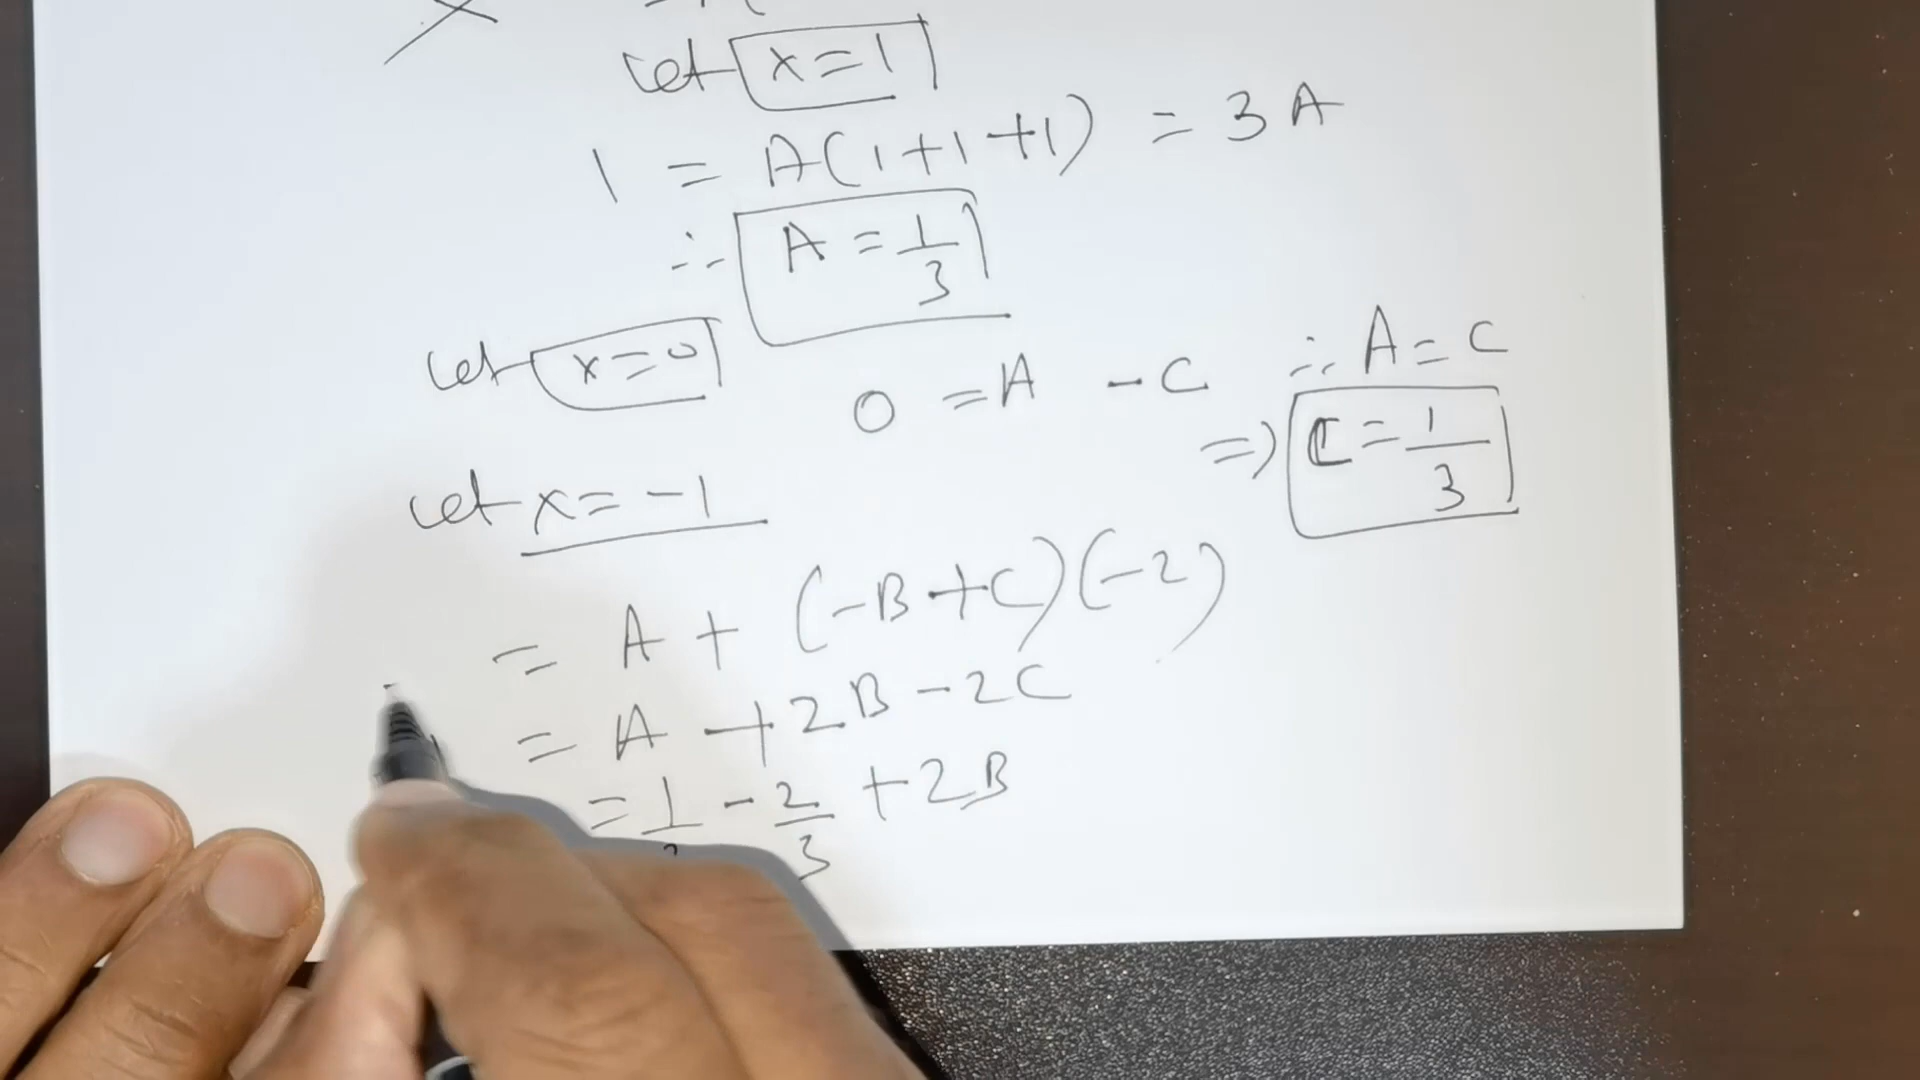 x
let x=1
1 = A(1+1+1) = 3A
∴ A = 1/3
let x=0 0 = A - C ∴ A = C
=> C = 1/3
let x = -1
= A + (-B+C)(-2)
= A + 2B - 2C
= 1 - 2/3 + 2B